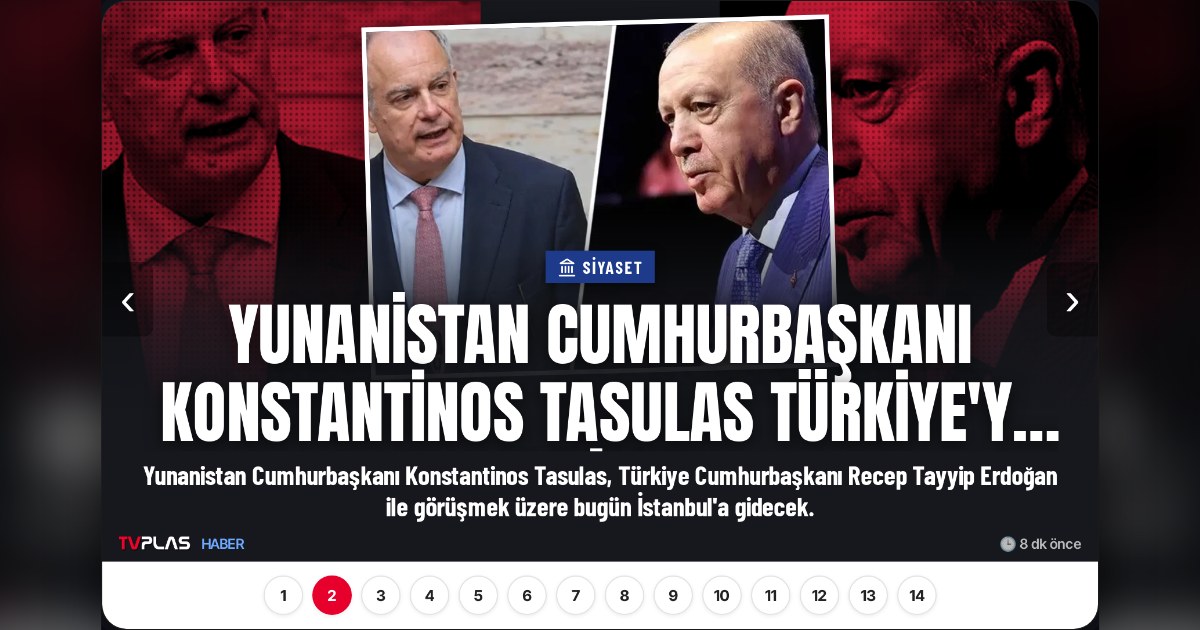 SİYASET
YUNANİSTAN CUMHURBAŞKANI
KONSTANTİNOS TASULAS TÜRKİYE'Y...
Yunanistan Cumhurbaşkanı Konstantinos Tasulas, Türkiye Cumhurbaşkanı Recep Tayyip Erdoğan
ile görüşmek üzere bugün İstanbul'a gidecek.
TVPLAS HABER 8 dk önce
1 2 3 4 5 6 7 8 9 10 11 12 13 14